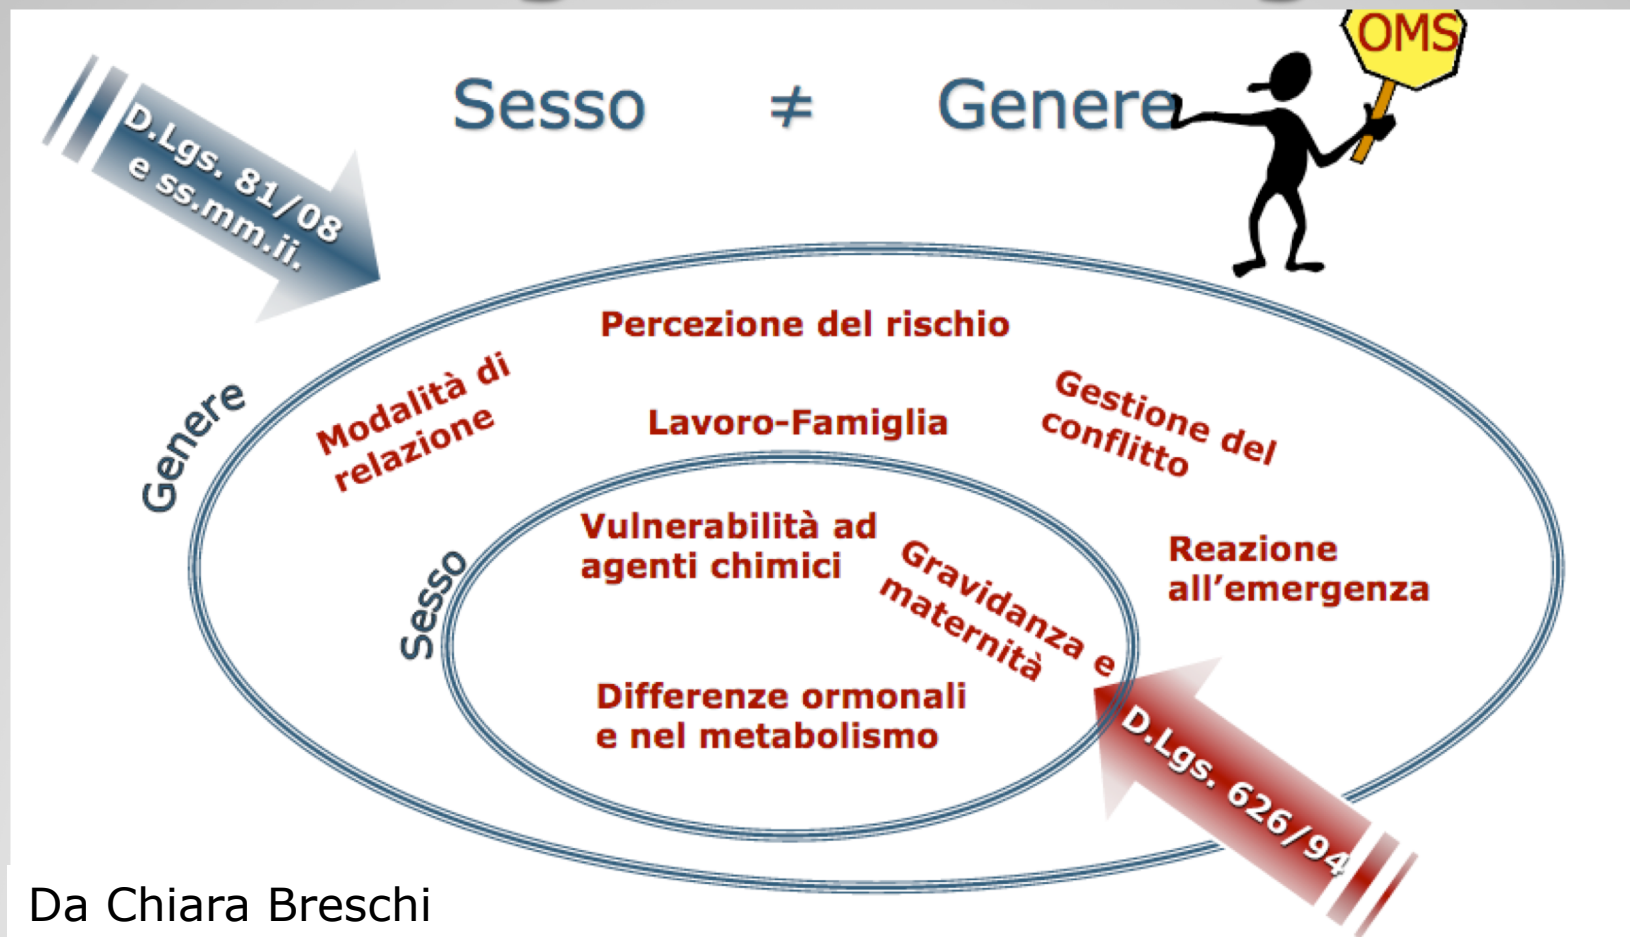 OMS
Sesso ≠ Genere
D.Lgs. 81/08
e ss.mm.ii.
Percezione del rischio
Modalità di
relazione
Lavoro-Famiglia
Gestione del
conflitto
Genere
Vulnerabilità ad
agenti chimici
Gravidanza e
maternità
Reazione
all’emergenza
Sesso
Differenze ormonali
e nel metabolismo
D.Lgs. 626/94
Da Chiara Breschi